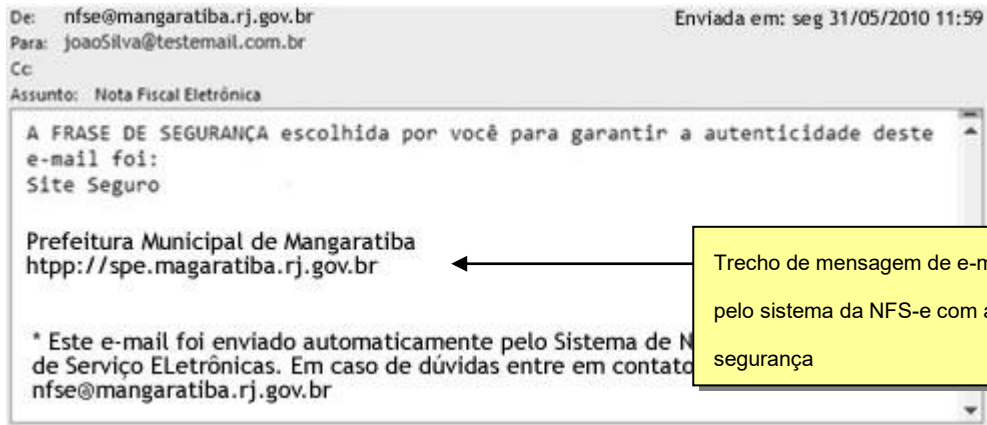 De: nfse@mangaratiba.rj.gov.br Enviada em: seg 31/05/2010 11:59
Para: joaoSilva@testemail.com.br
Cc
Assunto: Nota Fiscal Eletrônica
A FRASE DE SEGURANÇA escolhida por você para garantir a autenticidade deste
e-mail foi:
Site Seguro
Prefeitura Municipal de Mangaratiba
htpp://spe.magaratiba.rj.gov.br
* Este e-mail foi enviado automaticamente pelo Sistema de
de Serviço ELetrônicas. Em caso de dúvidas entre em contato
nfse@mangaratiba.rj.gov.br
Trecho de mensagem de
pelo sistema da NFS-e com
segurança